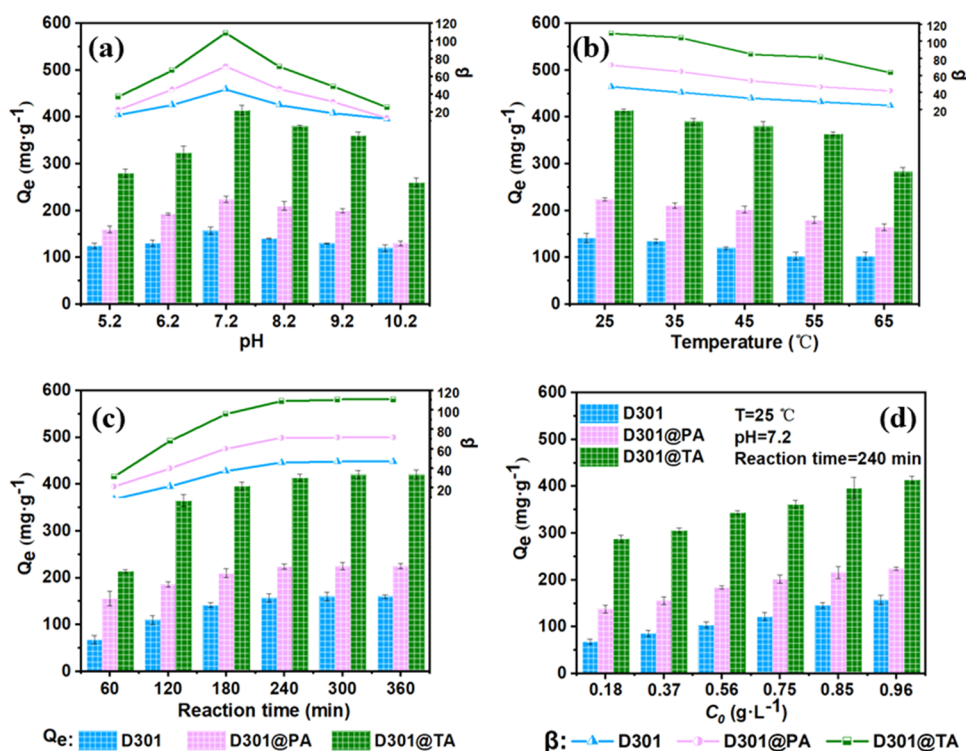 (a)
600
500
400
300
200
100
0
Qe (mg·g-1)
120
100
80
60
40
20
β
5.2 6.2 7.2 8.2 9.2 10.2
pH
(b)
600
500
400
300
200
100
0
Qe (mg·g-1)
120
100
80
60
40
20
β
25 35 45 55 65
Temperature (℃)
(c)
600
500
400
300
200
100
0
Qe (mg·g-1)
120
100
80
60
40
20
β
60 120 180 240 300 360
Reaction time (min)
(d)
600
500
400
300
200
100
0
Qe (mg·g-1)
D301
D301@PA
D301@TA
T=25 ℃
pH=7.2
Reaction time=240 min
0.18 0.37 0.56 0.75 0.85 0.96
C0 (g·L-1)
Qe: D301 D301@PA D301@TA
β: D301 D301@PA D301@TA